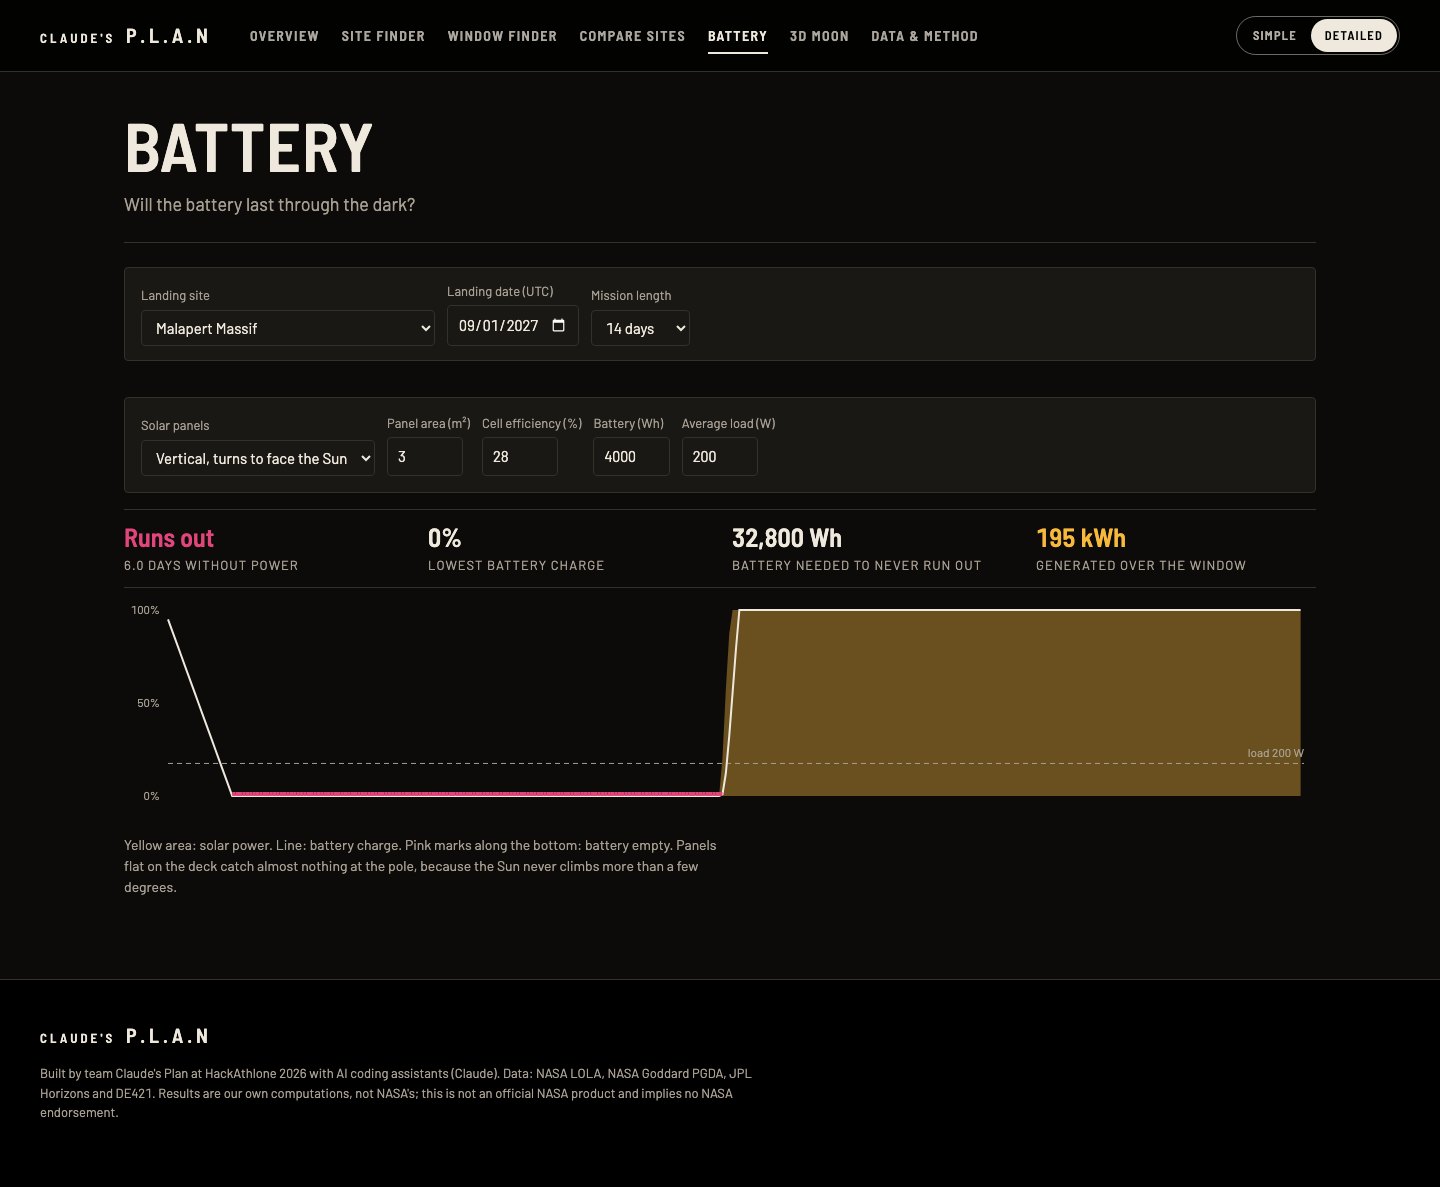 CLAUDE'S P.L.A.N OVERVIEW SITE FINDER WINDOW FINDER COMPARE SITES BATTERY 3D MOON DATA & METHOD SIMPLE DETAILED
BATTERY
Will the battery last through the dark?
Landing site Landing date (UTC) Mission length
Malapert Massif 09/01/2027 14 days
Solar panels Panel area (m²) Cell efficiency (%) Battery (Wh) Average load (W)
Vertical, turns to face the Sun 3 28 4000 200
Runs out 0% 32,800 Wh 195 kWh
6.0 DAYS WITHOUT POWER LOWEST BATTERY CHARGE BATTERY NEEDED TO NEVER RUN OUT GENERATED OVER THE WINDOW
100%
50%
load 200 W
0%
Yellow area: solar power. Line: battery charge. Pink marks along the bottom: battery empty. Panels
flat on the deck catch almost nothing at the pole, because the Sun never climbs more than a few
degrees.
CLAUDE'S P.L.A.N
Built by team Claude's Plan at HackAthlone 2026 with AI coding assistants (Claude). Data: NASA LOLA, NASA Goddard PGDA, JPL
Horizons and DE421. Results are our own computations, not NASA's; this is not an official NASA product and implies no NASA
endorsement.